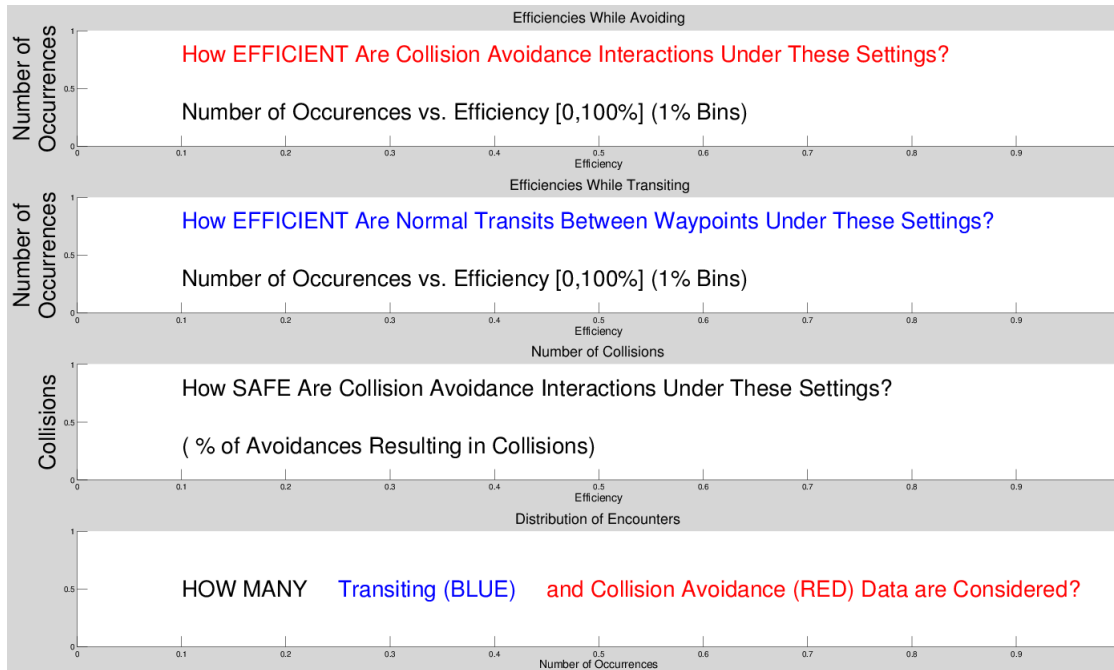 Efficiencies While Avoiding
Number of
Occurrences
1
0.5
0
How EFFICIENT Are Collision Avoidance Interactions Under These Settings?
Number of Occurences vs. Efficiency [0,100%] (1% Bins)
0 0.1 0.2 0.3 0.4 0.5 0.6 0.7 0.8 0.9
Efficiency
Efficiencies While Transiting
Number of
Occurrences
1
0.5
0
How EFFICIENT Are Normal Transits Between Waypoints Under These Settings?
Number of Occurences vs. Efficiency [0,100%] (1% Bins)
0 0.1 0.2 0.3 0.4 0.5 0.6 0.7 0.8 0.9
Efficiency
Number of Collisions
Collisions
1
0.5
0
How SAFE Are Collision Avoidance Interactions Under These Settings?
( % of Avoidances Resulting in Collisions)
0 0.1 0.2 0.3 0.4 0.5 0.6 0.7 0.8 0.9
Efficiency
Distribution of Encounters
1
0.5
0
HOW MANY Transiting (BLUE) and Collision Avoidance (RED) Data are Considered?
0 0.1 0.2 0.3 0.4 0.5 0.6 0.7 0.8 0.9
Number of Occurrences